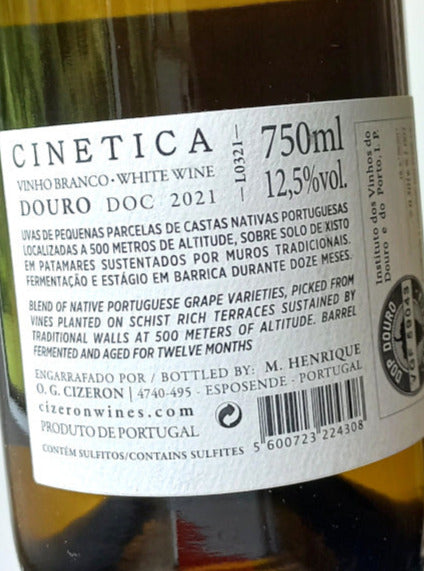 CINETICA
VINHO BRANCO · WHITE WINE
DOURO DOC 2021
L0321
750ml
12,5%vol.
UVAS DE PEQUENAS PARCELAS DE CASTAS NATIVAS PORTUGUESAS
LOCALIZADAS A 500 METROS DE ALTITUDE, SOBRE SOLO DE XISTO
EM PATAMARES SUSTENTADOS POR MUROS TRADICIONAIS.
FERMENTAÇÃO E ESTÁGIO EM BARRICA DURANTE DOZE MESES.
BLEND OF NATIVE PORTUGUESE GRAPE VARIETIES, PICKED FROM
VINES PLANTED ON SCHIST RICH TERRACES SUSTAINED BY
TRADITIONAL WALLS AT 500 METERS OF ALTITUDE. BARREL
FERMENTED AND AGED FOR TWELVE MONTHS
ENGARRAFADO POR / BOTTLED BY: M. HENRIQUE
O. G. CIZERON | 4740-495 - ESPOSENDE - PORTUGAL
cizeronwines.com
PRODUTO DE PORTUGAL
CONTÉM SULFITOS/CONTAINS SULFITES
5 600723 224308
Instituto dos Vinhos do
Douro e do Porto, I. P.
DOP DOURO